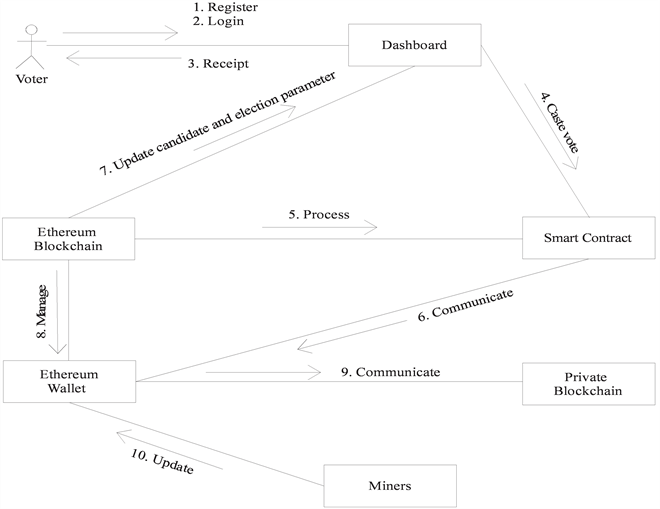 1. Register
2. Login
Dashboard
3. Receipt
Voter
7. Update candidate and election parameter
4. Caste vote
5. Process
Ethereum
Blockchain
Smart Contract
8. Manage
6. Communicate
Ethereum
Wallet
9. Communicate
Private
Blockchain
10. Update
Miners